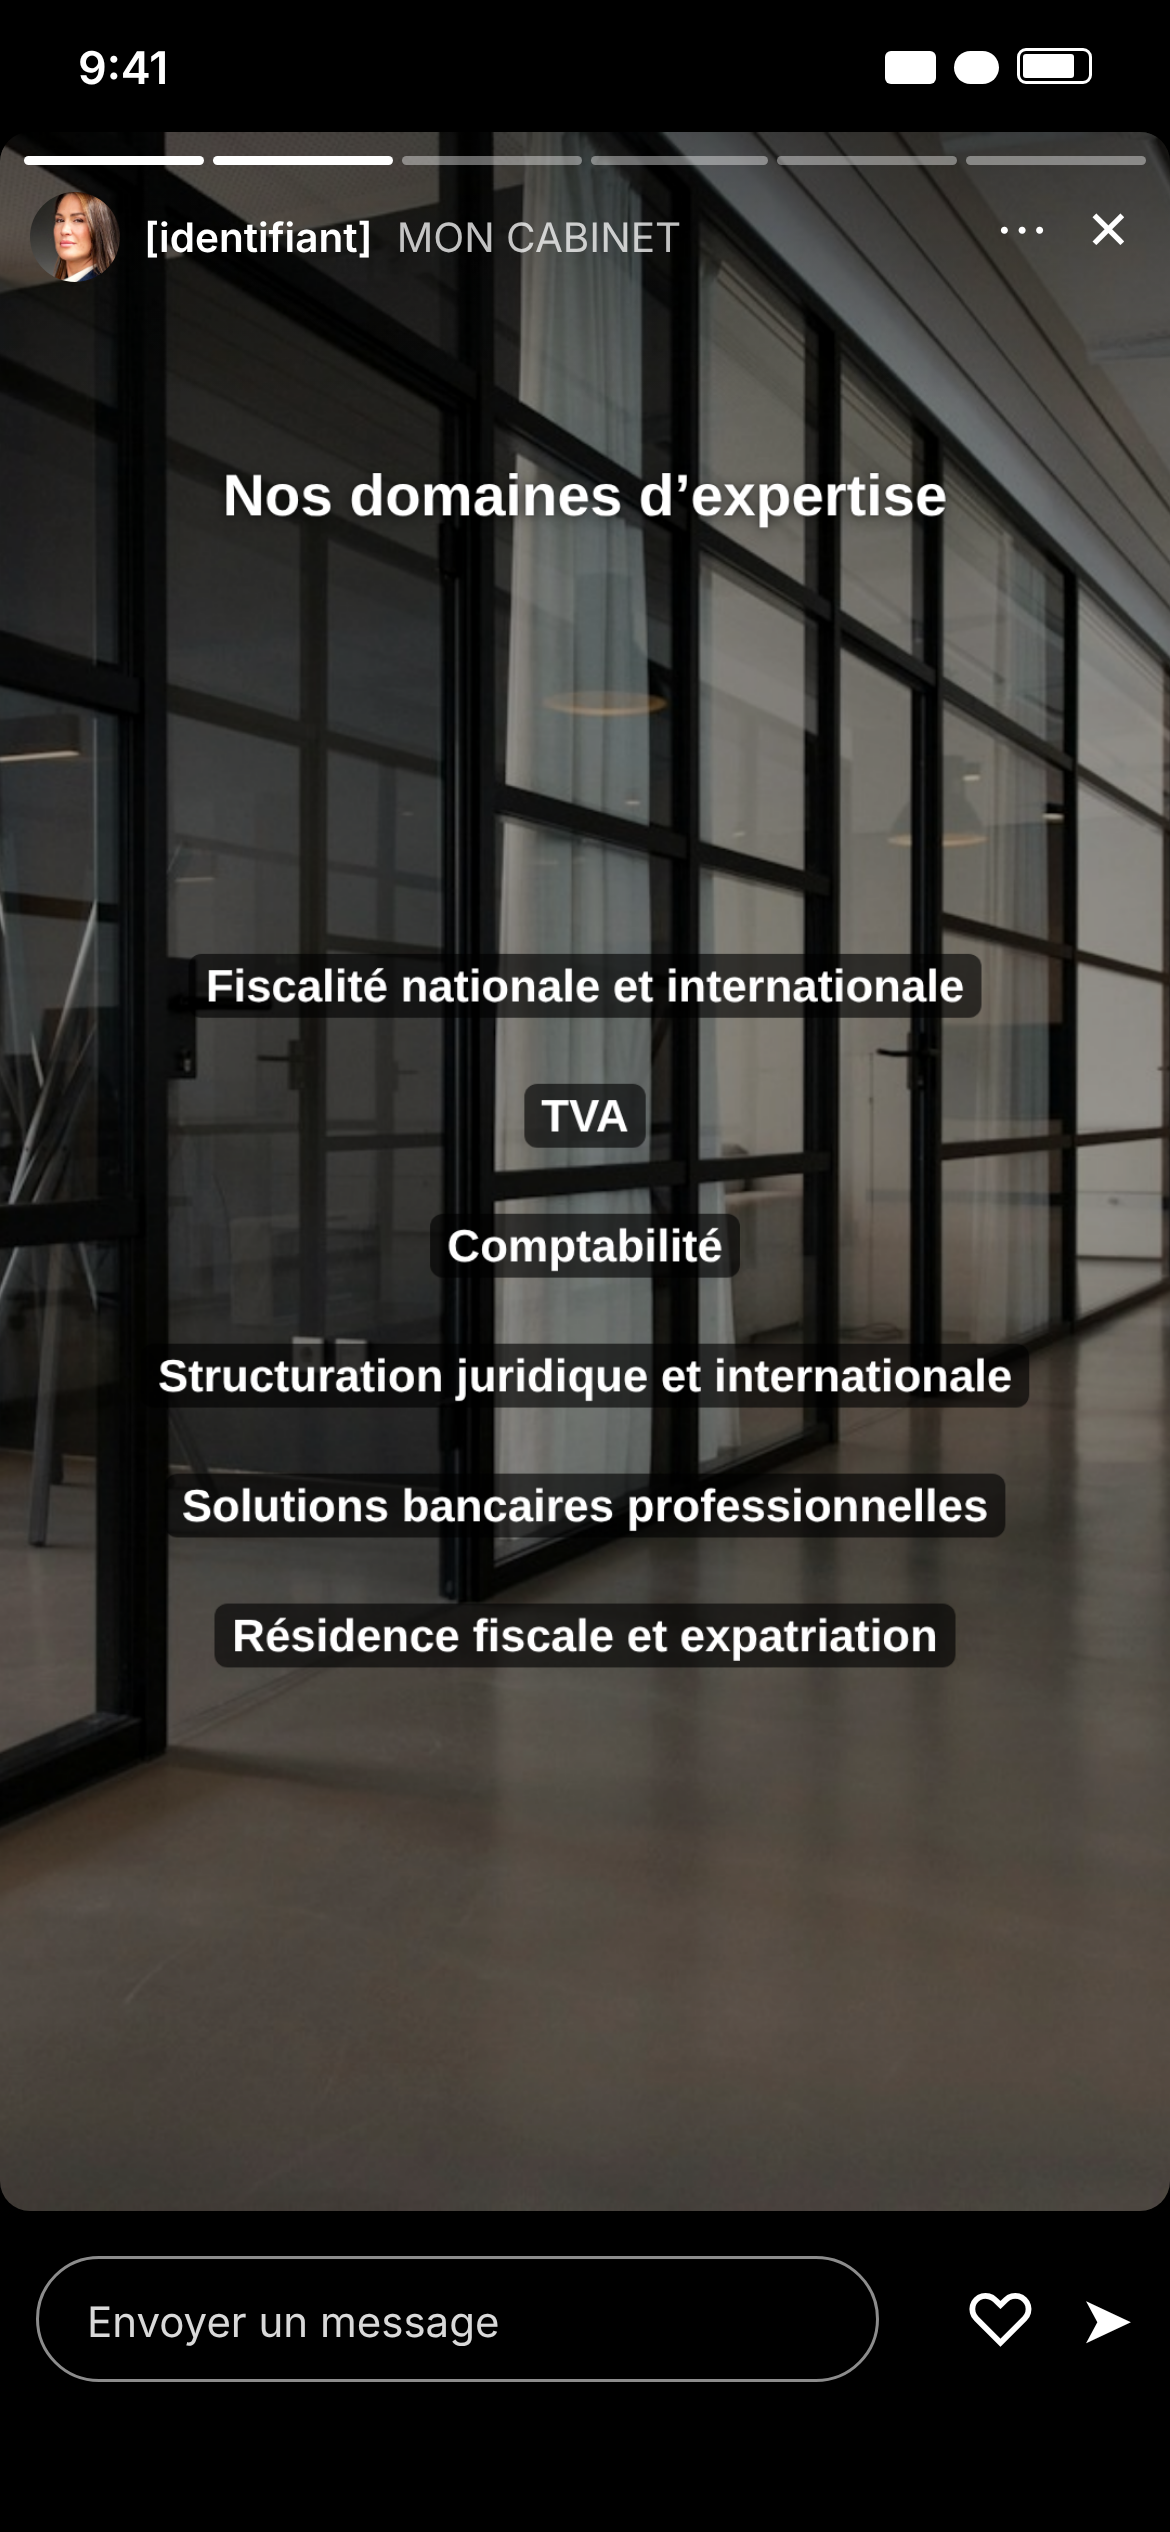 9:41
[identifiant] MON CABINET
Nos domaines d’expertise
Fiscalité nationale et internationale
TVA
Comptabilité
Structuration juridique et internationale
Solutions bancaires professionnelles
Résidence fiscale et expatriation
Envoyer un message